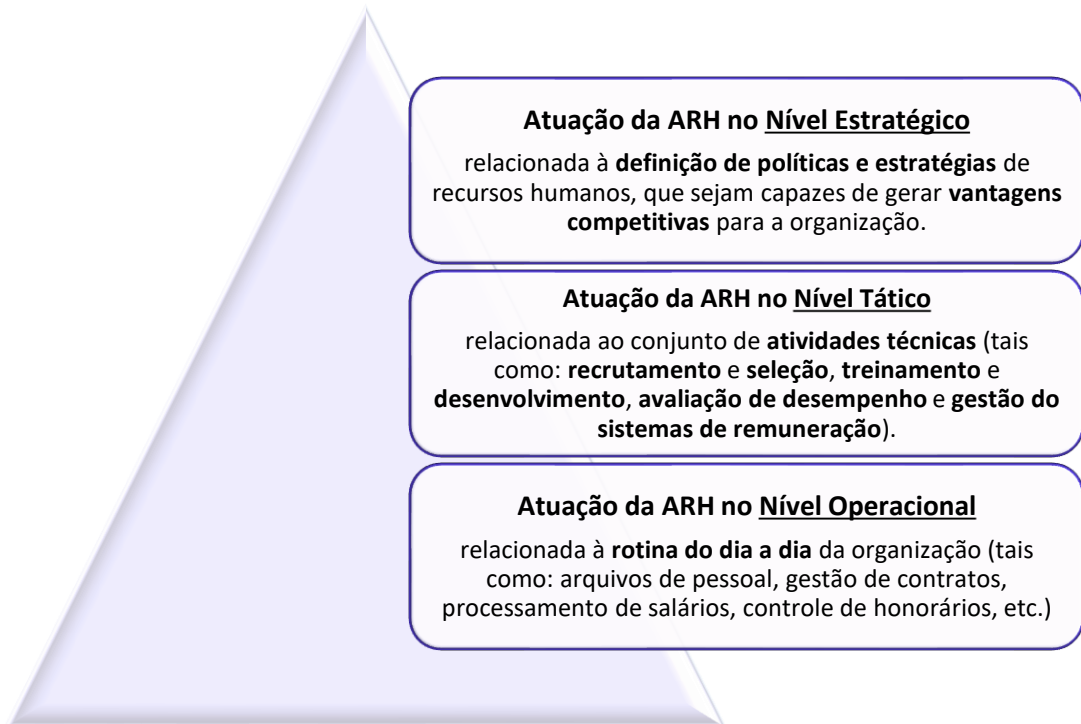 Atuação da ARH no Nível Estratégico
relacionada à definição de políticas e estratégias de
recursos humanos, que sejam capazes de gerar vantagens
competitivas para a organização.
Atuação da ARH no Nível Tático
relacionada ao conjunto de atividades técnicas (tais
como: recrutamento e seleção, treinamento e
desenvolvimento, avaliação de desempenho e gestão do
sistemas de remuneração).
Atuação da ARH no Nível Operacional
relacionada à rotina do dia a dia da organização (tais
como: arquivos de pessoal, gestão de contratos,
processamento de salários, controle de honorários, etc.)